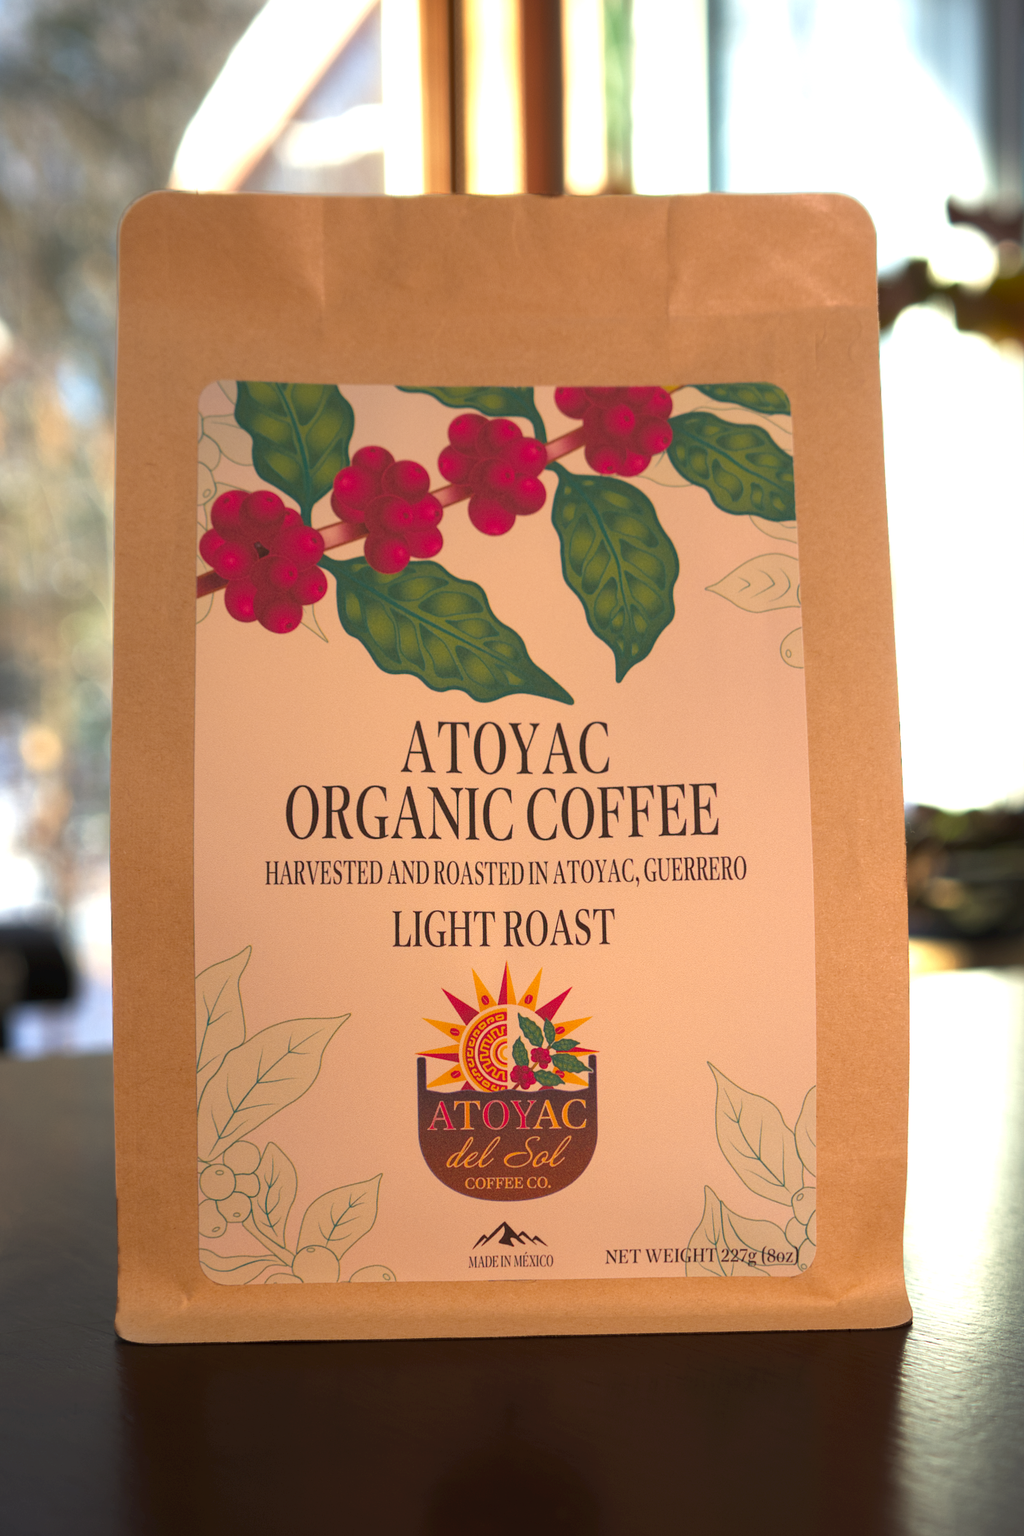 ATOYAC
ORGANIC COFFEE
HARVESTED AND ROASTED IN ATOYAC, GUERRERO
LIGHT ROAST
ATOYAC
del Sol
COFFEE CO.
MADE IN MÉXICO
NET WEIGHT 227g (8oz)